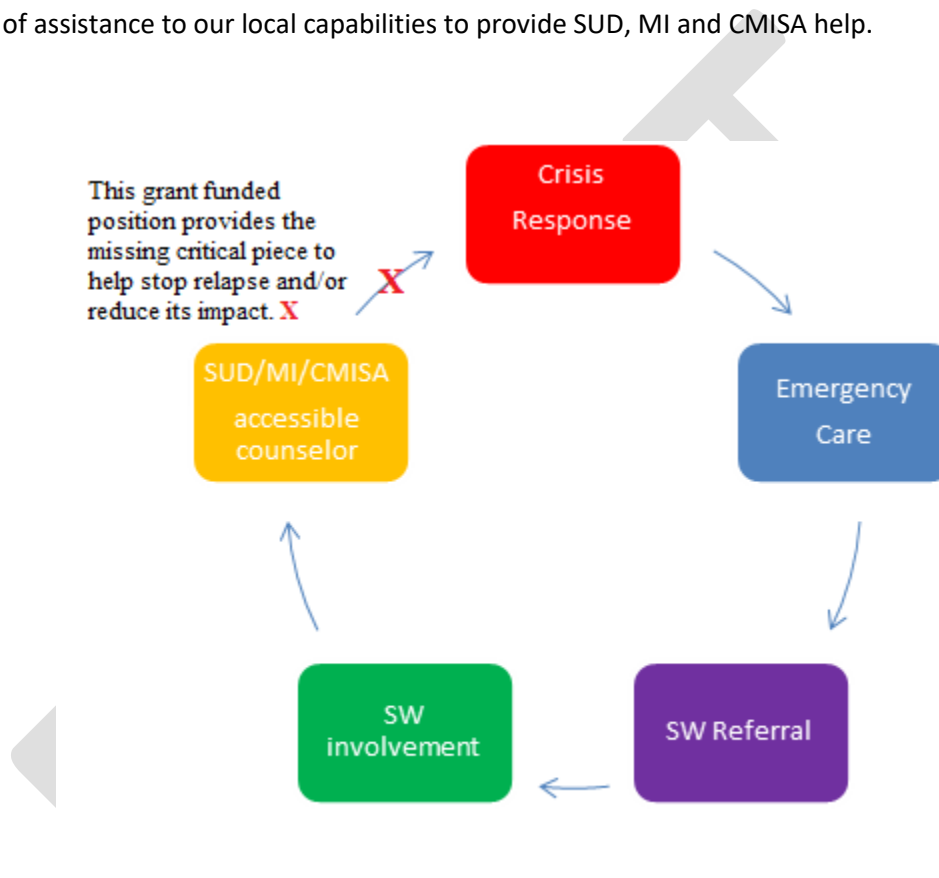 of assistance to our local capabilities to provide SUD, MI and CMISA help.
This grant funded
position provides the
missing critical piece to
help stop relapse and/or
reduce its impact. X
X
Crisis
Response
Emergency
Care
SW Referral
SW
involvement
SUD/MI/CMISA
accessible
counselor